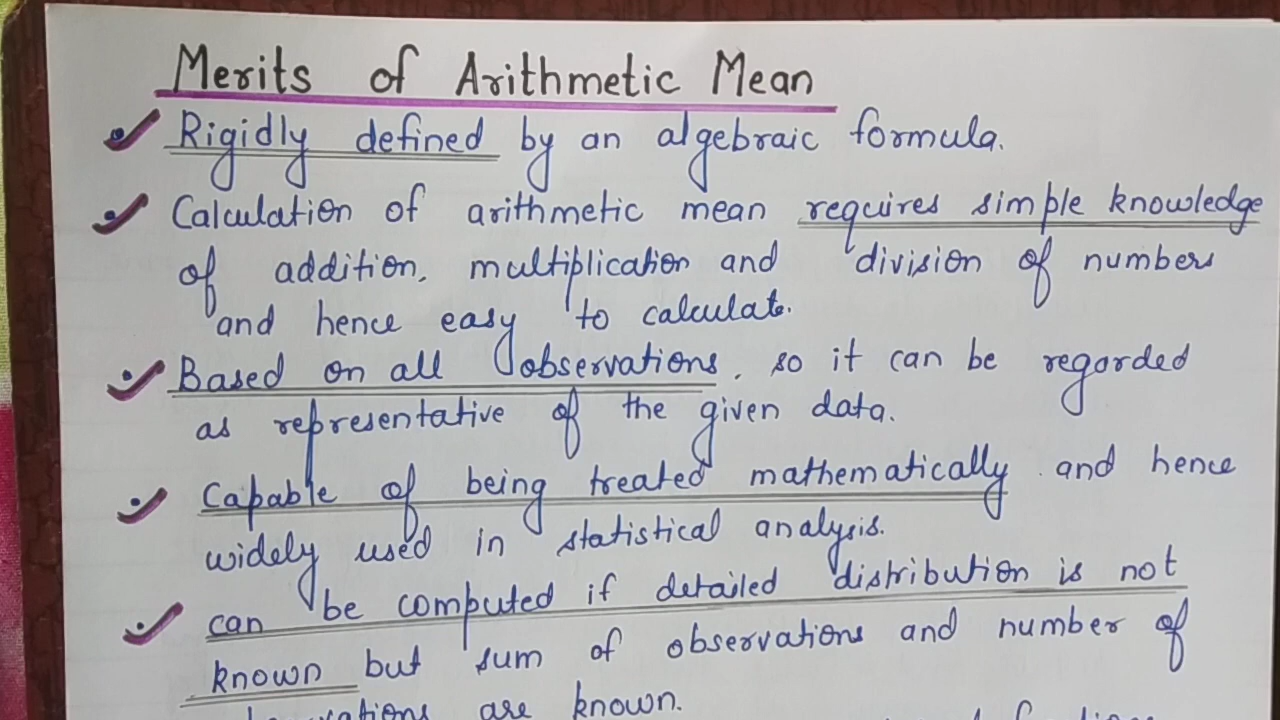 Merits of Arithmetic Mean
Rigidly defined by an algebraic formula.
Calculation of arithmetic mean requires simple knowledge
of addition, multiplication and division of numbers
and hence easy to calculate.
Based on all observations, so it can be regarded
as representative of the given data.
Capable of being treated mathematically and hence
widely used in statistical analysis.
can be computed if detailed distribution is not
known but sum of observations and number of
are known.